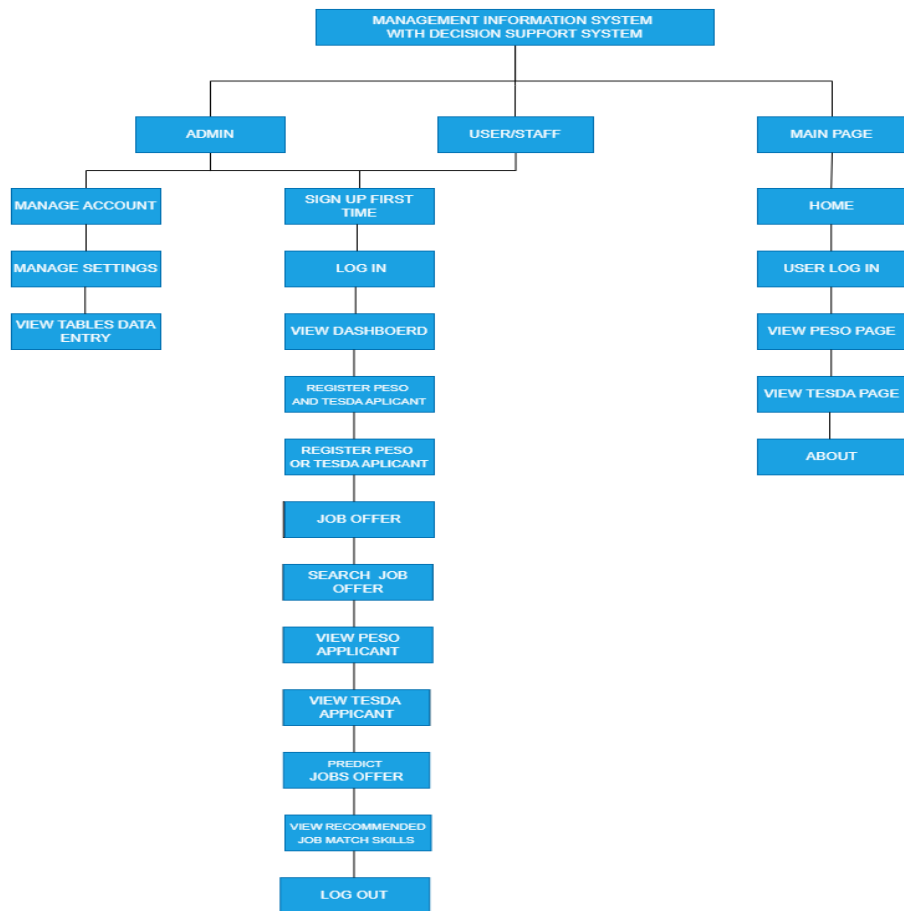 MANAGEMENT INFORMATION SYSTEM
WITH DECISION SUPPORT SYSTEM
ADMIN
USER/STAFF
MAIN PAGE
MANAGE ACCOUNT
MANAGE SETTINGS
VIEW TABLES DATA
ENTRY
SIGN UP FIRST
TIME
LOG IN
VIEW DASHBOERD
REGISTER PESO
AND TESDA APLICANT
REGISTER PESO
OR TESDA APLICANT
JOB OFFER
SEARCH JOB
OFFER
VIEW PESO
APPLICANT
VIEW TESDA
APPICANT
PREDICT
JOBS OFFER
VIEW RECOMMENDED
JOB MATCH SKILLS
LOG OUT
HOME
USER LOG IN
VIEW PESO PAGE
VIEW TESDA PAGE
ABOUT